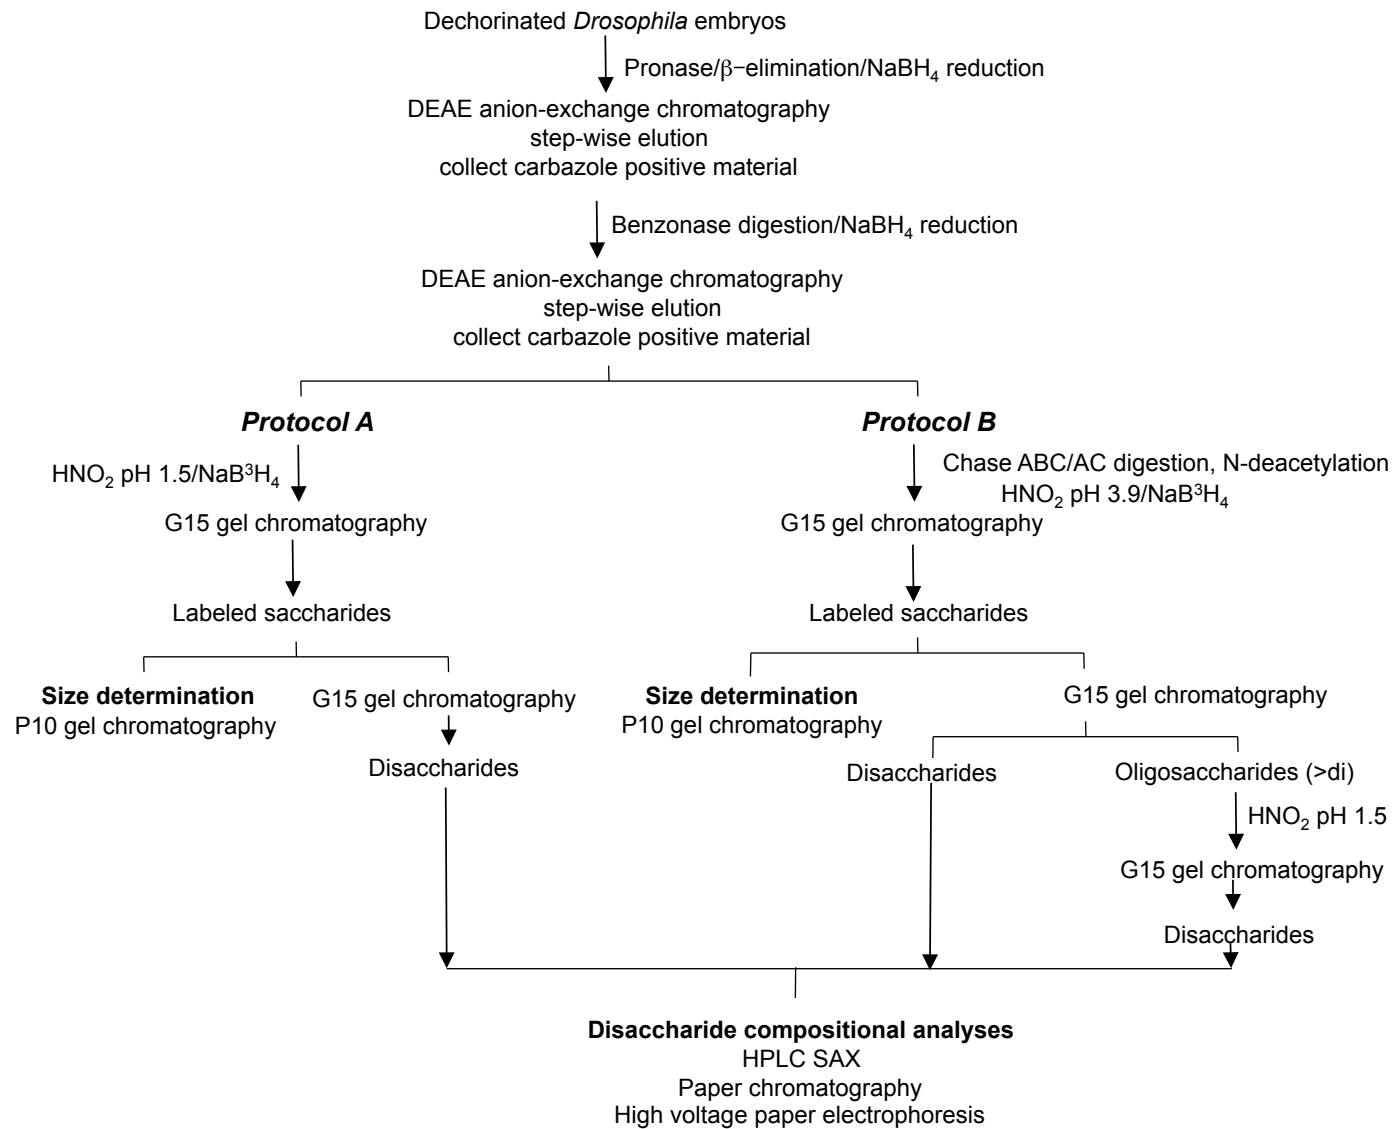 Dechorinated Drosophila embryos
Pronase/β−elimination/NaBH4 reduction
DEAE anion-exchange chromatography
step-wise elution
collect carbazole positive material
Benzonase digestion/NaBH4 reduction
DEAE anion-exchange chromatography
step-wise elution
collect carbazole positive material
Protocol A
HNO2 pH 1.5/NaB3H4
G15 gel chromatography
Labeled saccharides
Size determination
P10 gel chromatography
G15 gel chromatography
Disaccharides
Protocol B
Chase ABC/AC digestion, N-deacetylation
HNO2 pH 3.9/NaB3H4
G15 gel chromatography
Labeled saccharides
Size determination
P10 gel chromatography
G15 gel chromatography
Disaccharides
Oligosaccharides (>di)
HNO2 pH 1.5
G15 gel chromatography
Disaccharides
Disaccharide compositional analyses
HPLC SAX
Paper chromatography
High voltage paper electrophoresis